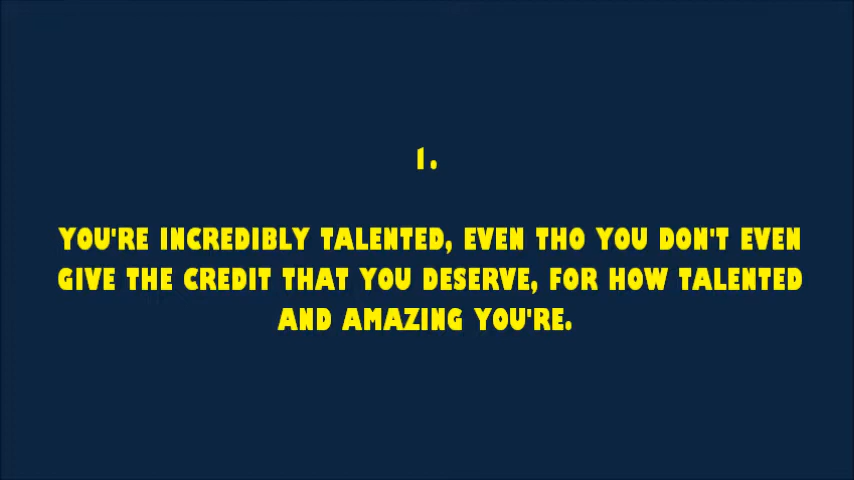 1.
YOU'RE INCREDIBLY TALENTED, EVEN THO YOU DON'T EVEN
GIVE THE CREDIT THAT YOU DESERVE, FOR HOW TALENTED
AND AMAZING YOU'RE.